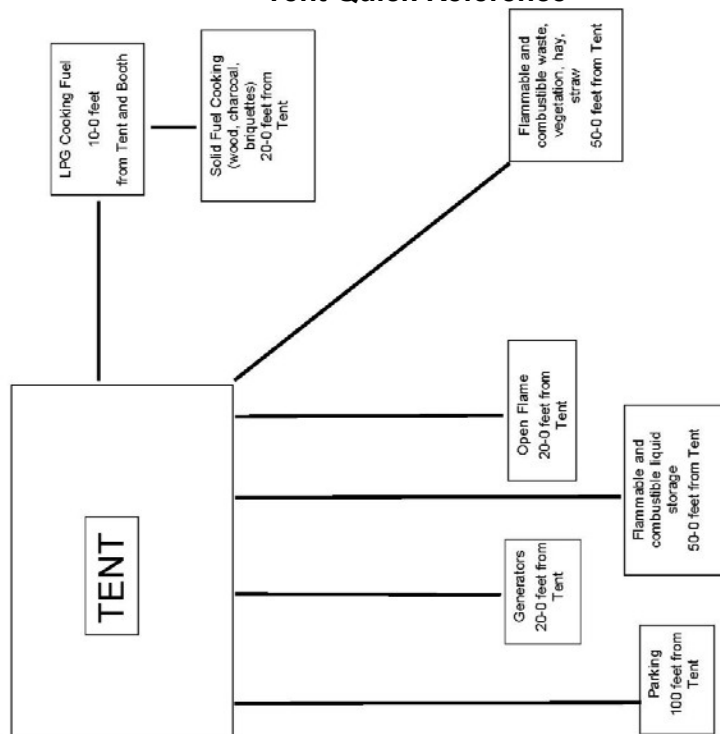 Tent Quick Reference
LPG Cooking Fuel
10-0 feet
from Tent and Booth
Solid Fuel Cooking
(wood, charcoal,
briquettes)
20-0 feet from
Tent
Flammable and
combustible waste,
vegetation, hay,
straw
50-0 feet from Tent
TENT
Open Flame
20-0 feet from
Tent
Flammable and
combustible liquid
storage
50-0 feet from Tent
Generators
20-0 feet from
Tent
Parking
100 feet from
Tent